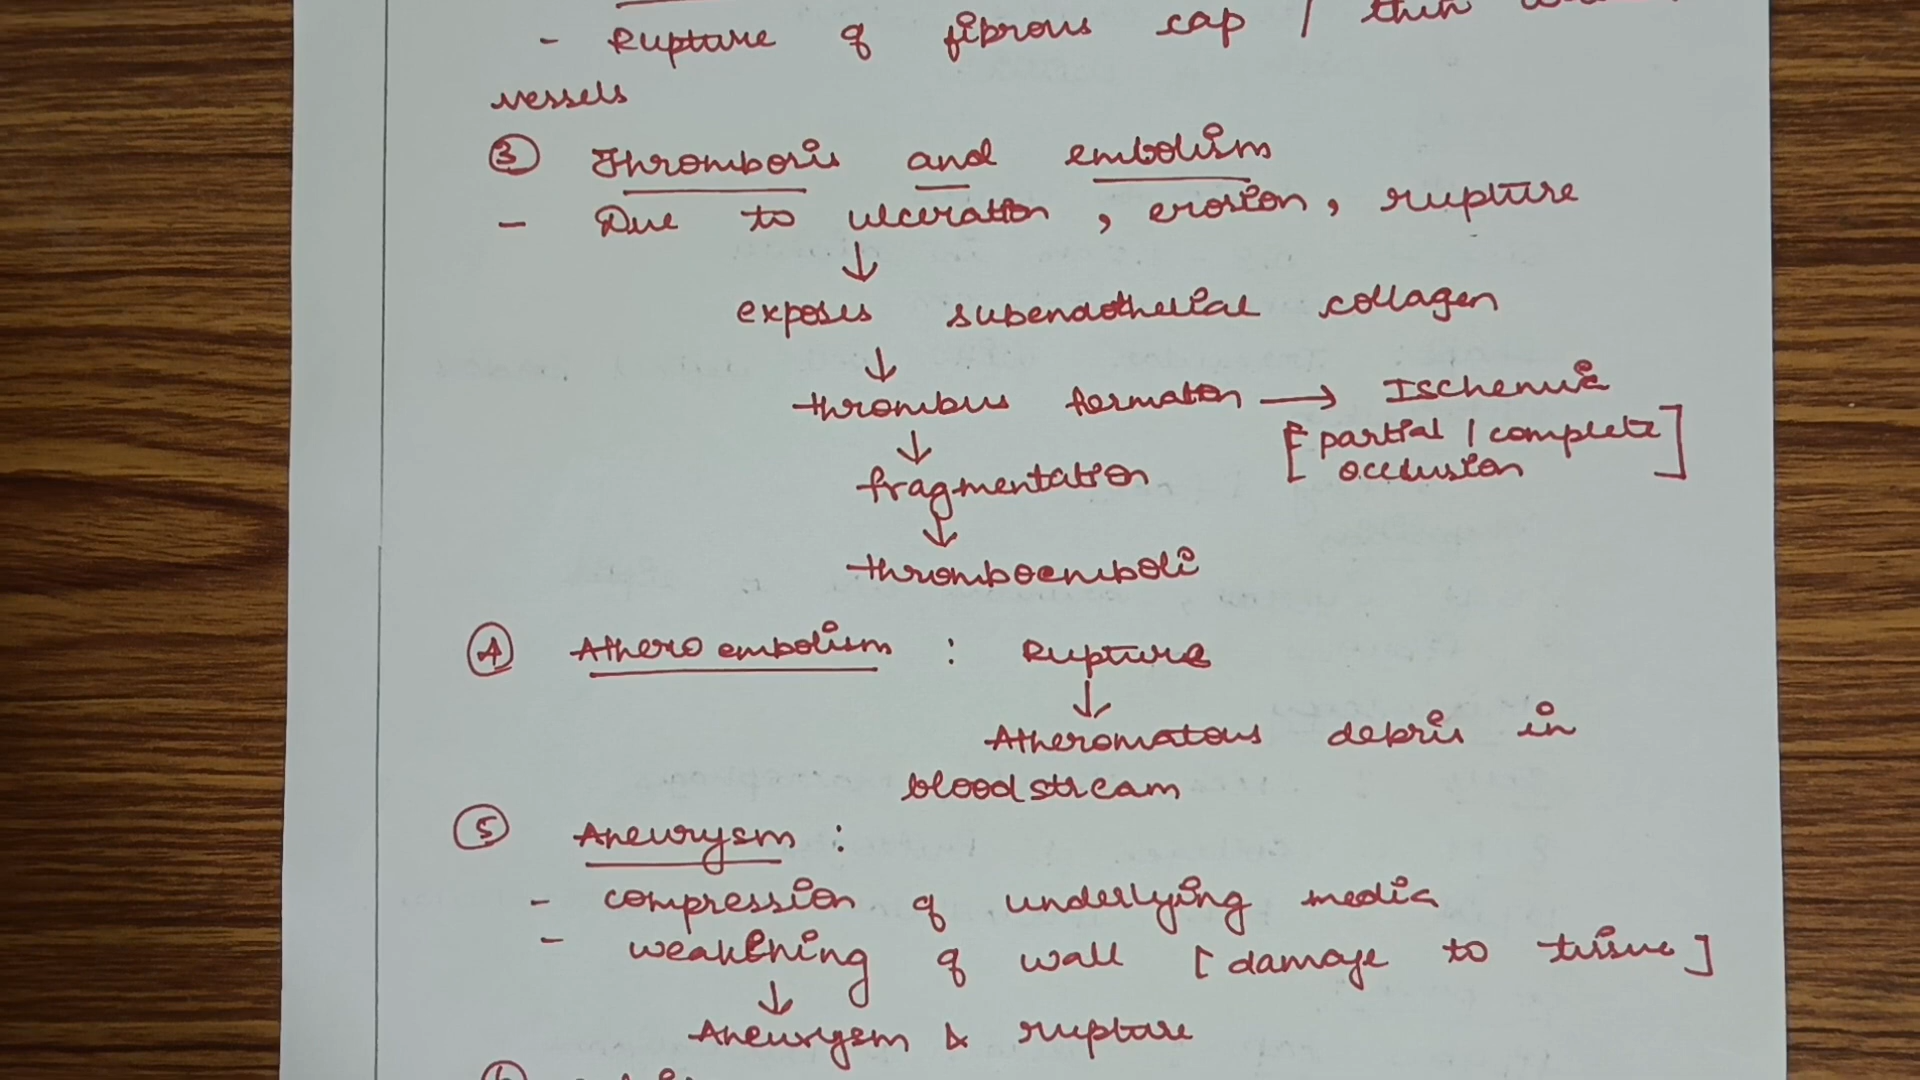 - Rupture of fibrous cap / thin
vessels
③ Thrombosis and embolism
- Due to ulceration, erosion, rupture
↓
exposes subendothelial collagen
↓
thrombus formation → Ischemia
[partial / complete
occlusion]
↓
fragmentation
↓
thromboemboli
④ Atheroembolism : Rupture
↓
Atheromatous debris in
bloodstream
⑤ Aneurysm :
- compression of underlying media
- weakening of wall [damage to tissue]
↓
Aneurysm & rupture